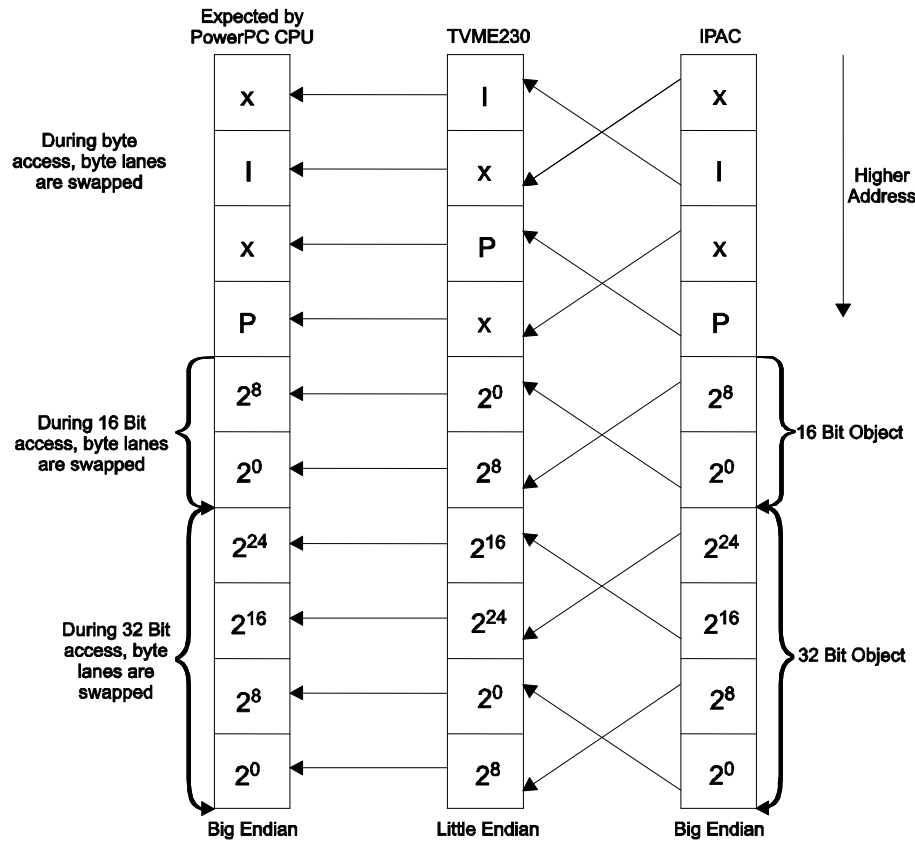 Expected by
PowerPC CPU
TVME230
IPAC
x
I
x
During byte
access, byte lanes
are swapped
I
x
I
Higher
Address
x
P
x
P
x
P
During 16 Bit
access, byte lanes
are swapped
2⁸
2⁰
2⁸
16 Bit Object
2⁰
2⁸
2⁰
2²⁴
2¹⁶
2²⁴
During 32 Bit
access, byte
lanes are
swapped
2¹⁶
2²⁴
2¹⁶
32 Bit Object
2⁸
2⁰
2⁸
2⁰
2⁸
2⁰
Big Endian
Little Endian
Big Endian